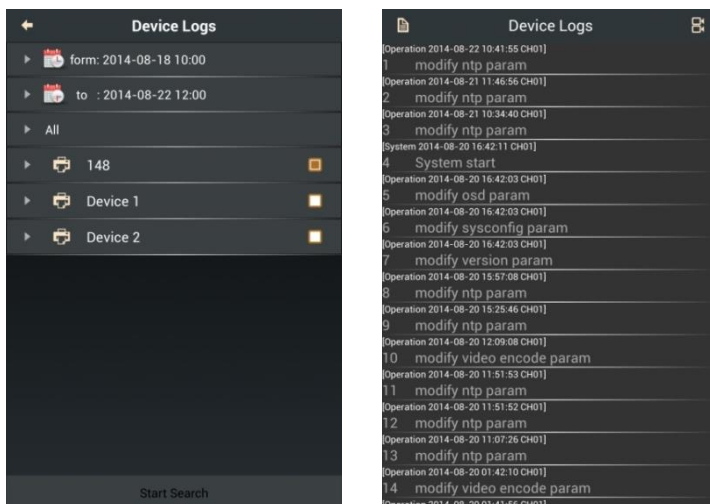 Device Logs
form: 2014-08-18 10:00
to : 2014-08-22 12:00
All
148
Device 1
Device 2
Start Search
Device Logs
[Operation 2014-08-22 10:41:55 CH01]
1 modify ntp param
[Operation 2014-08-21 11:46:56 CH01]
2 modify ntp param
[Operation 2014-08-21 10:34:40 CH01]
3 modify ntp param
[System 2014-08-20 16:42:11 CH01]
4 System start
[Operation 2014-08-20 16:42:03 CH01]
5 modify osd param
[Operation 2014-08-20 16:42:03 CH01]
6 modify sysconfig param
[Operation 2014-08-20 16:42:03 CH01]
7 modify version param
[Operation 2014-08-20 15:57:08 CH01]
8 modify ntp param
[Operation 2014-08-20 15:25:46 CH01]
9 modify ntp param
[Operation 2014-08-20 12:09:08 CH01]
10 modify video encode param
[Operation 2014-08-20 11:51:53 CH01]
11 modify ntp param
[Operation 2014-08-20 11:51:52 CH01]
12 modify ntp param
[Operation 2014-08-20 11:07:26 CH01]
13 modify ntp param
[Operation 2014-08-20 01:42:10 CH01]
14 modify video encode param
[Operation 2014-08-20 01:41:56 CH01]